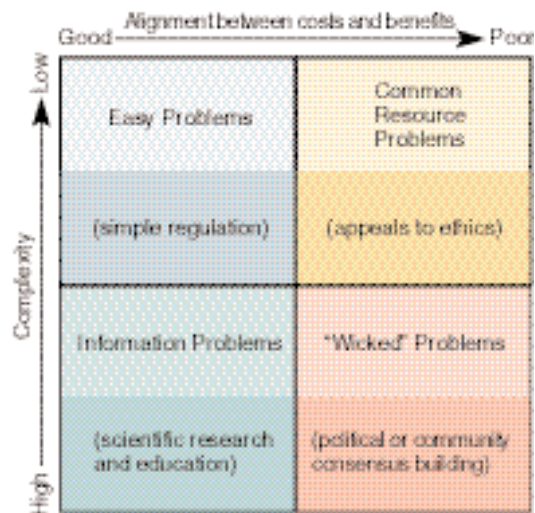 Alignment between costs and benefits
Good
Poor
Low
Complexity
High
Easy Problems
(simple regulation)
Common
Resource
Problems
(appeals to ethics)
Information Problems
(scientific research
and education)
"Wicked" Problems
(political or community
consensus building)